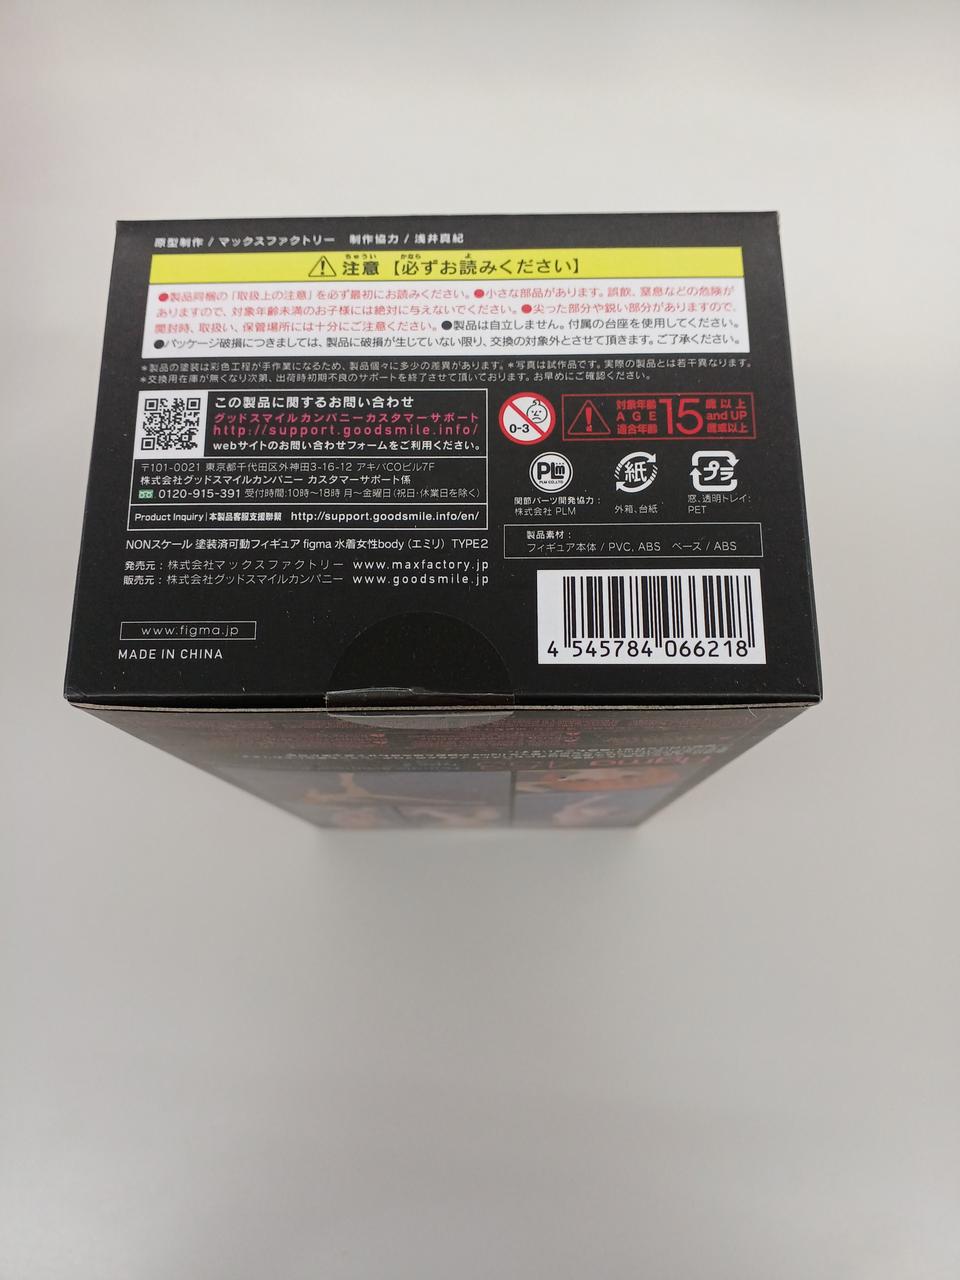 原型制作 / マックスファクトリー　制作協力 / 浅井真紀
ちゅうい　かなら　よ
注意【必ずお読みください】
●製品同梱の「取扱上の注意」を必ず最初にお読みください。●小さな部品があります。誤飲、窒息などの危険が
ありますので、対象年齢未満のお子様には絶対に与えないでください。●尖った部分や鋭い部分がありますので、
開封時、取扱い、保管場所には十分にご注意ください。●製品は自立しません。付属の台座を使用してください。
●パッケージ破損につきましては、製品に破損が生じていない限り、交換の対象外とさせて頂きます。ご了承ください。
*製品の塗装は彩色工程が手作業になるため、製品個々に多少の差異があります。*写真は試作品です。実際の製品とは若干異なります。
*交換用在庫が無くなり次第、出荷時初期不良のサポートを終了させて頂いております。お早めにご確認ください。
この製品に関するお問い合わせ
グッドスマイルカンパニーカスタマーサポート
http://support.goodsmile.info/
webサイトのお問い合わせフォームをご利用ください。
〒101-0021 東京都千代田区外神田3-16-12 アキバCOビル7F
株式会社グッドスマイルカンパニー カスタマーサポート係
0120-915-391 受付時間:10時〜18時 月〜金曜日(祝日・休業日を除く)
Product Inquiry | 本製品客服支援聯繫　http://support.goodsmile.info/en/
0-3
対象年齢 15 歳以上
AGE and UP
適合年齢 歲或以上
PLM
PLM CO.,LTD
関節パーツ開発協力：
株式会社 PLM
紙
外箱、台紙
プラ
窓、透明トレイ:
PET
製品素材：
フィギュア本体 / PVC, ABS　ベース / ABS
NONスケール 塗装済可動フィギュア figma 水着女性body（エミリ）TYPE2
発売元：株式会社マックスファクトリー　www.maxfactory.jp
販売元：株式会社グッドスマイルカンパニー　www.goodsmile.jp
www.figma.jp
MADE IN CHINA
4 545784 066218
figma